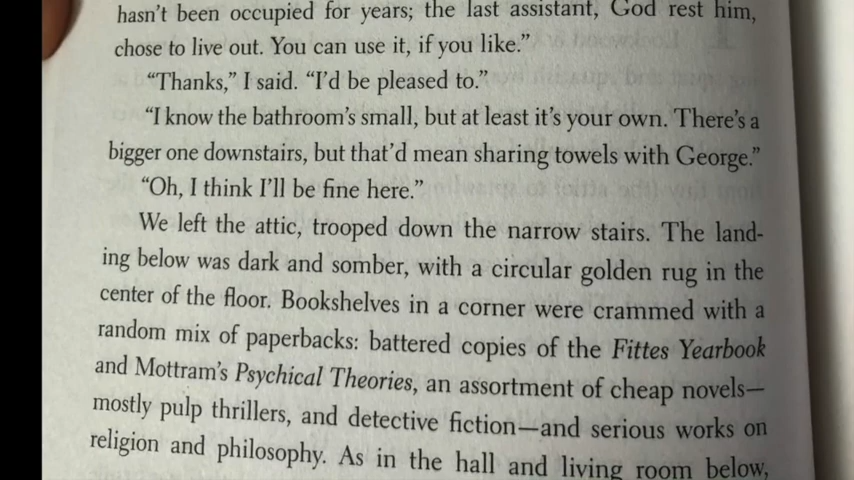 hasn't been occupied for years; the last assistant, God rest him,
chose to live out. You can use it, if you like.”
“Thanks,” I said. “I'd be pleased to.”
“I know the bathroom's small, but at least it's your own. There's a
bigger one downstairs, but that'd mean sharing towels with George.”
“Oh, I think I'll be fine here.”
We left the attic, trooped down the narrow stairs. The land-
ing below was dark and somber, with a circular golden rug in the
center of the floor. Bookshelves in a corner were crammed with a
random mix of paperbacks: battered copies of the Fittes Yearbook
and Mottram's Psychical Theories, an assortment of cheap novels—
mostly pulp thrillers, and detective fiction—and serious works on
religion and philosophy. As in the hall and living room below,